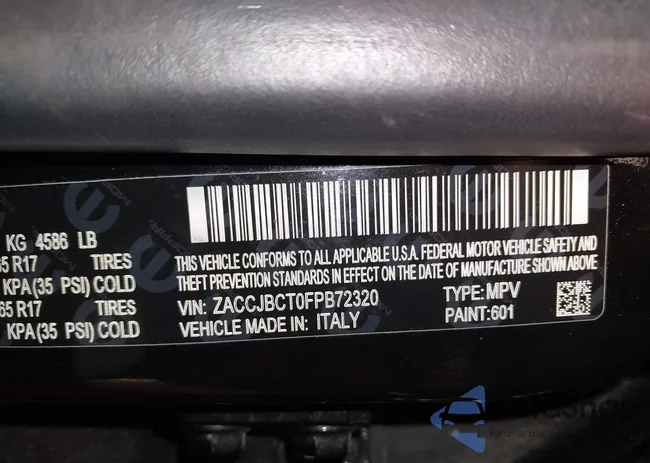 KG 4586 LB
THIS VEHICLE CONFORMS TO ALL APPLICABLE U.S.A. FEDERAL MOTOR VEHICLE SAFETY AND
65 R17 TIRES
THEFT PREVENTION STANDARDS IN EFFECT ON THE DATE OF MANUFACTURE SHOWN ABOVE
KPA (35 PSI) COLD
65 R17 TIRES
VIN: ZACCJBCT0FPB72320 TYPE: MPV
KPA (35 PSI) COLD
VEHICLE MADE IN: ITALY PAINT: 601
MOPAR